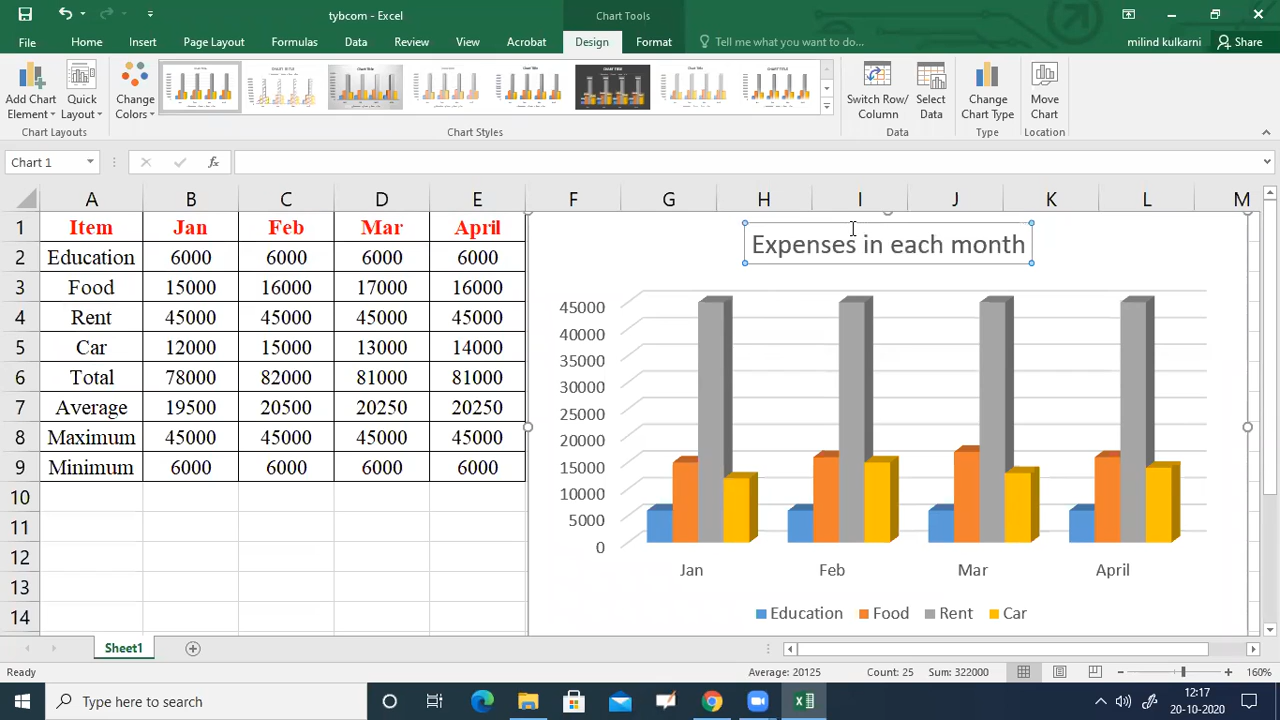 tybcom - Excel
Chart Tools
File Home Insert Page Layout Formulas Data Review View Acrobat Design Format Tell me what you want to do... milind kulkarni Share
Add Chart Element
Quick Layout
Change Colors
Switch Row/ Column
Select Data
Change Chart Type
Move Chart
Chart Layouts
Chart Styles
Data
Type
Location
Chart 1
fx
A B C D E F G H I J K L M
1 Item Jan Feb Mar April
2 Education 6000 6000 6000 6000
3 Food 15000 16000 17000 16000
4 Rent 45000 45000 45000 45000
5 Car 12000 15000 13000 14000
6 Total 78000 82000 81000 81000
7 Average 19500 20500 20250 20250
8 Maximum 45000 45000 45000 45000
9 Minimum 6000 6000 6000 6000
10
11
12
13
14
Expenses in each month
45000
40000
35000
30000
25000
20000
15000
10000
5000
0
Jan Feb Mar April
Education Food Rent Car
Sheet1
Ready Average: 20125 Count: 25 Sum: 322000 160%
Type here to search
12:17
20-10-2020